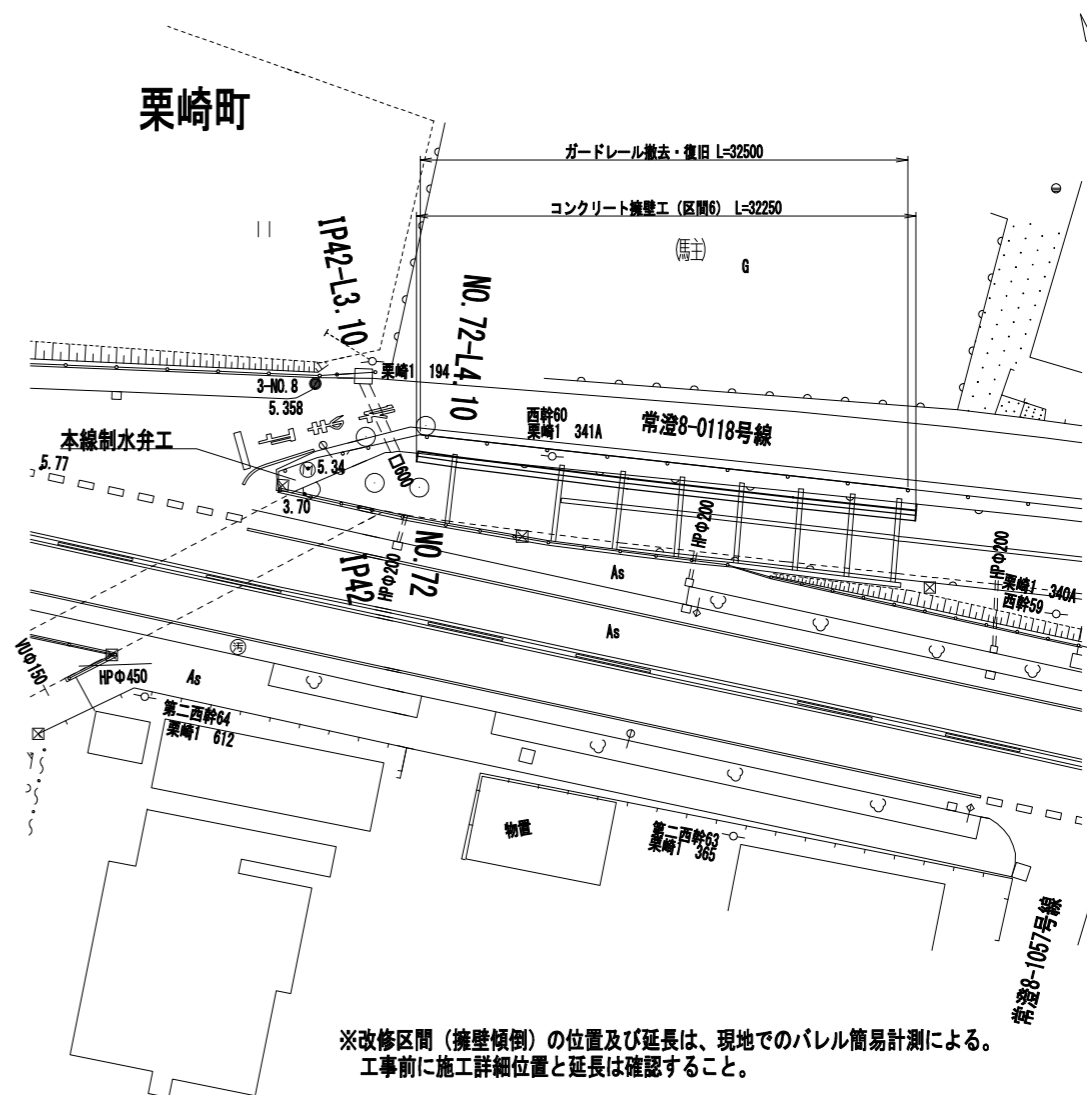 栗崎町
ガードレール撤去・復旧 L=32500
コンクリート擁壁工（区間6） L=32250
(駐)
G
IP42-L3.10
NO.72-L4.10
栗崎1 194
3-NO.8
5.358
西幹60
栗崎1 341A
常澄8-0118号線
本線制水弁工
5.77
5.34
□600
3.70
HPΦ200
HPΦ200
NO.72
IP42
HPΦ200
As
栗崎1 340A
西幹59
As
汚
VUΦ150
HPΦ450
As
第二西幹64
栗崎1 612
物置
第二西幹63
栗崎1 365
常澄8-1057号線
※改修区間（擁壁傾倒）の位置及び延長は、現地でのバレル簡易計測による。
工事前に施工詳細位置と延長は確認すること。